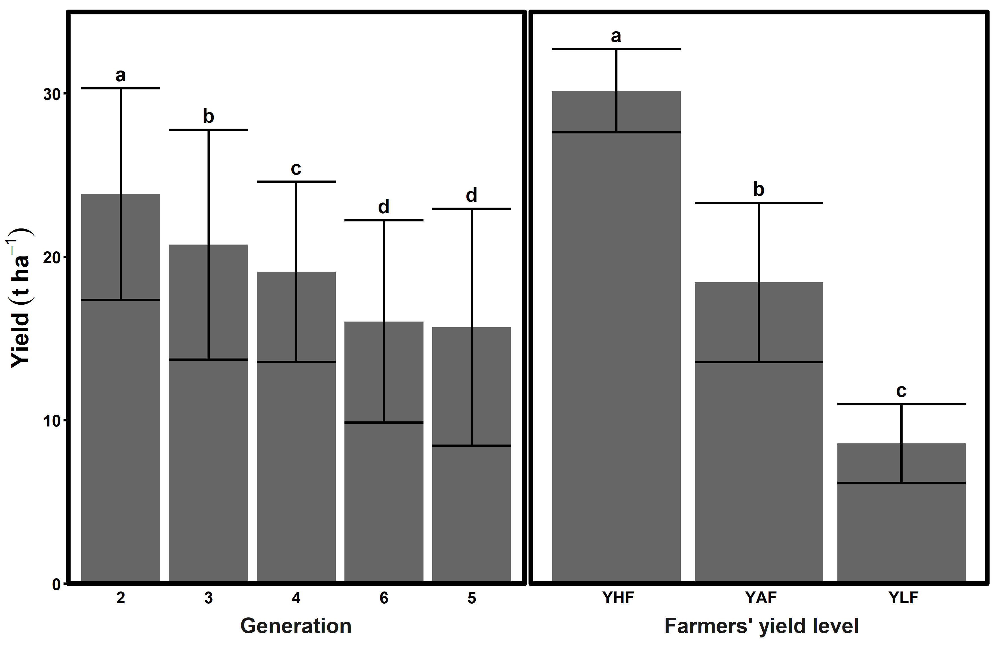 Yield (t ha⁻¹)
30
20
10
0
a
b
c
d
d
2
3
4
6
5
Generation
a
b
c
YHF
YAF
YLF
Farmers' yield level